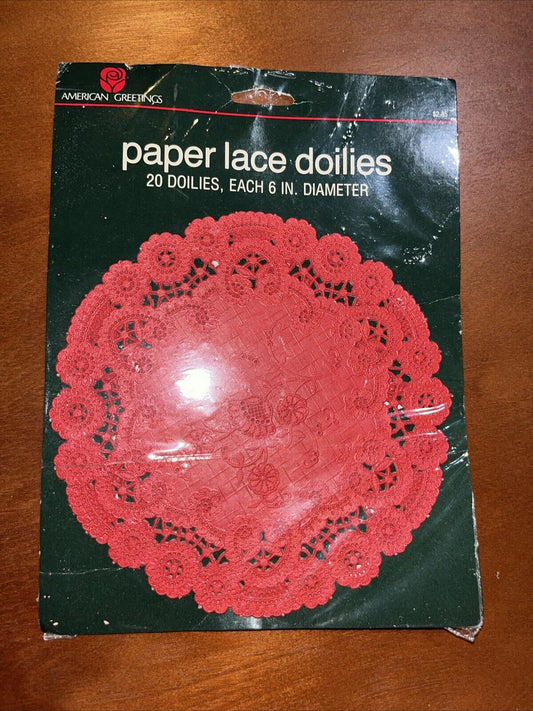 AMERICAN GREETINGS
paper lace doilies
20 DOILIES, EACH 6 IN. DIAMETER